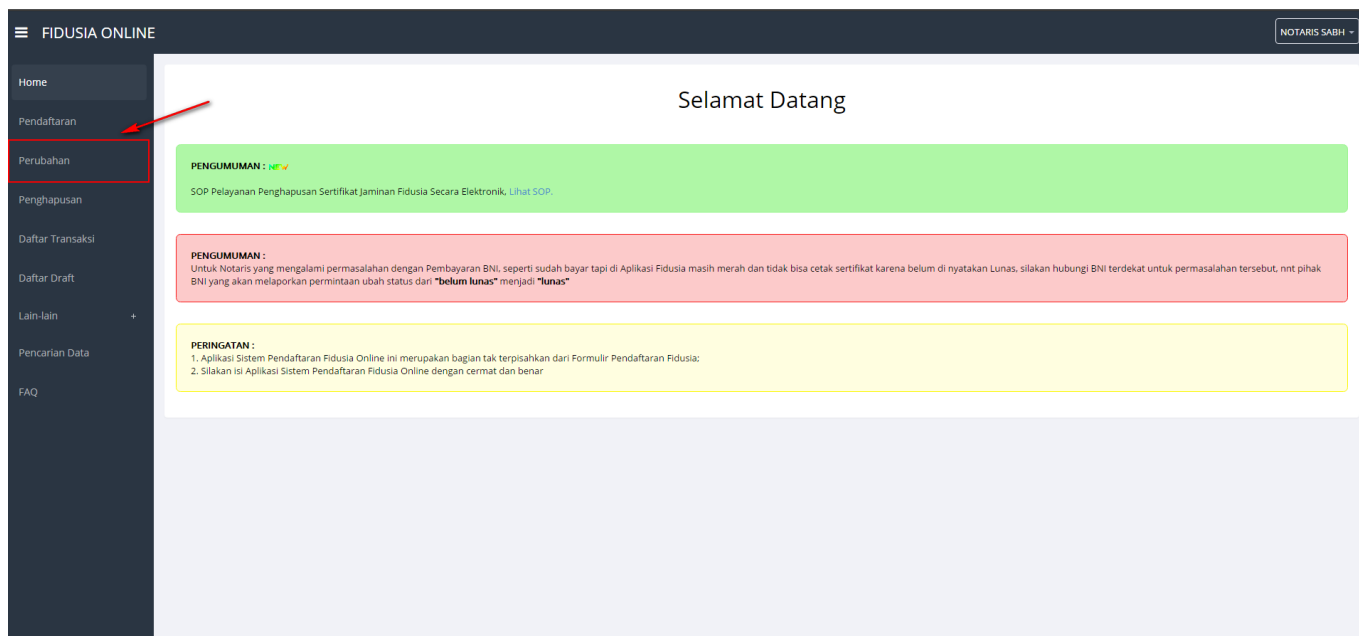 FIDUSIA ONLINE
NOTARIS SABH
Home
Pendaftaran
Perubahan
Penghapusan
Daftar Transaksi
Daftar Draft
Lain-lain +
Pencarian Data
FAQ
Selamat Datang
PENGUMUMAN : NEW
SOP Pelayanan Penghapusan Sertifikat Jaminan Fidusia Secara Elektronik, Lihat SOP.
PENGUMUMAN :
Untuk Notaris yang mengalami permasalahan dengan Pembayaran BNI, seperti sudah bayar tapi di Aplikasi Fidusia masih merah dan tidak bisa cetak sertifikat karena belum di nyatakan Lunas, silakan hubungi BNI terdekat untuk permasalahan tersebut, nnt pihak
BNI yang akan melaporkan permintaan ubah status dari "belum lunas" menjadi "lunas"
PERINGATAN :
1. Aplikasi Sistem Pendaftaran Fidusia Online ini merupakan bagian tak terpisahkan dari Formulir Pendaftaran Fidusia;
2. Silakan isi Aplikasi Sistem Pendaftaran Fidusia Online dengan cermat dan benar